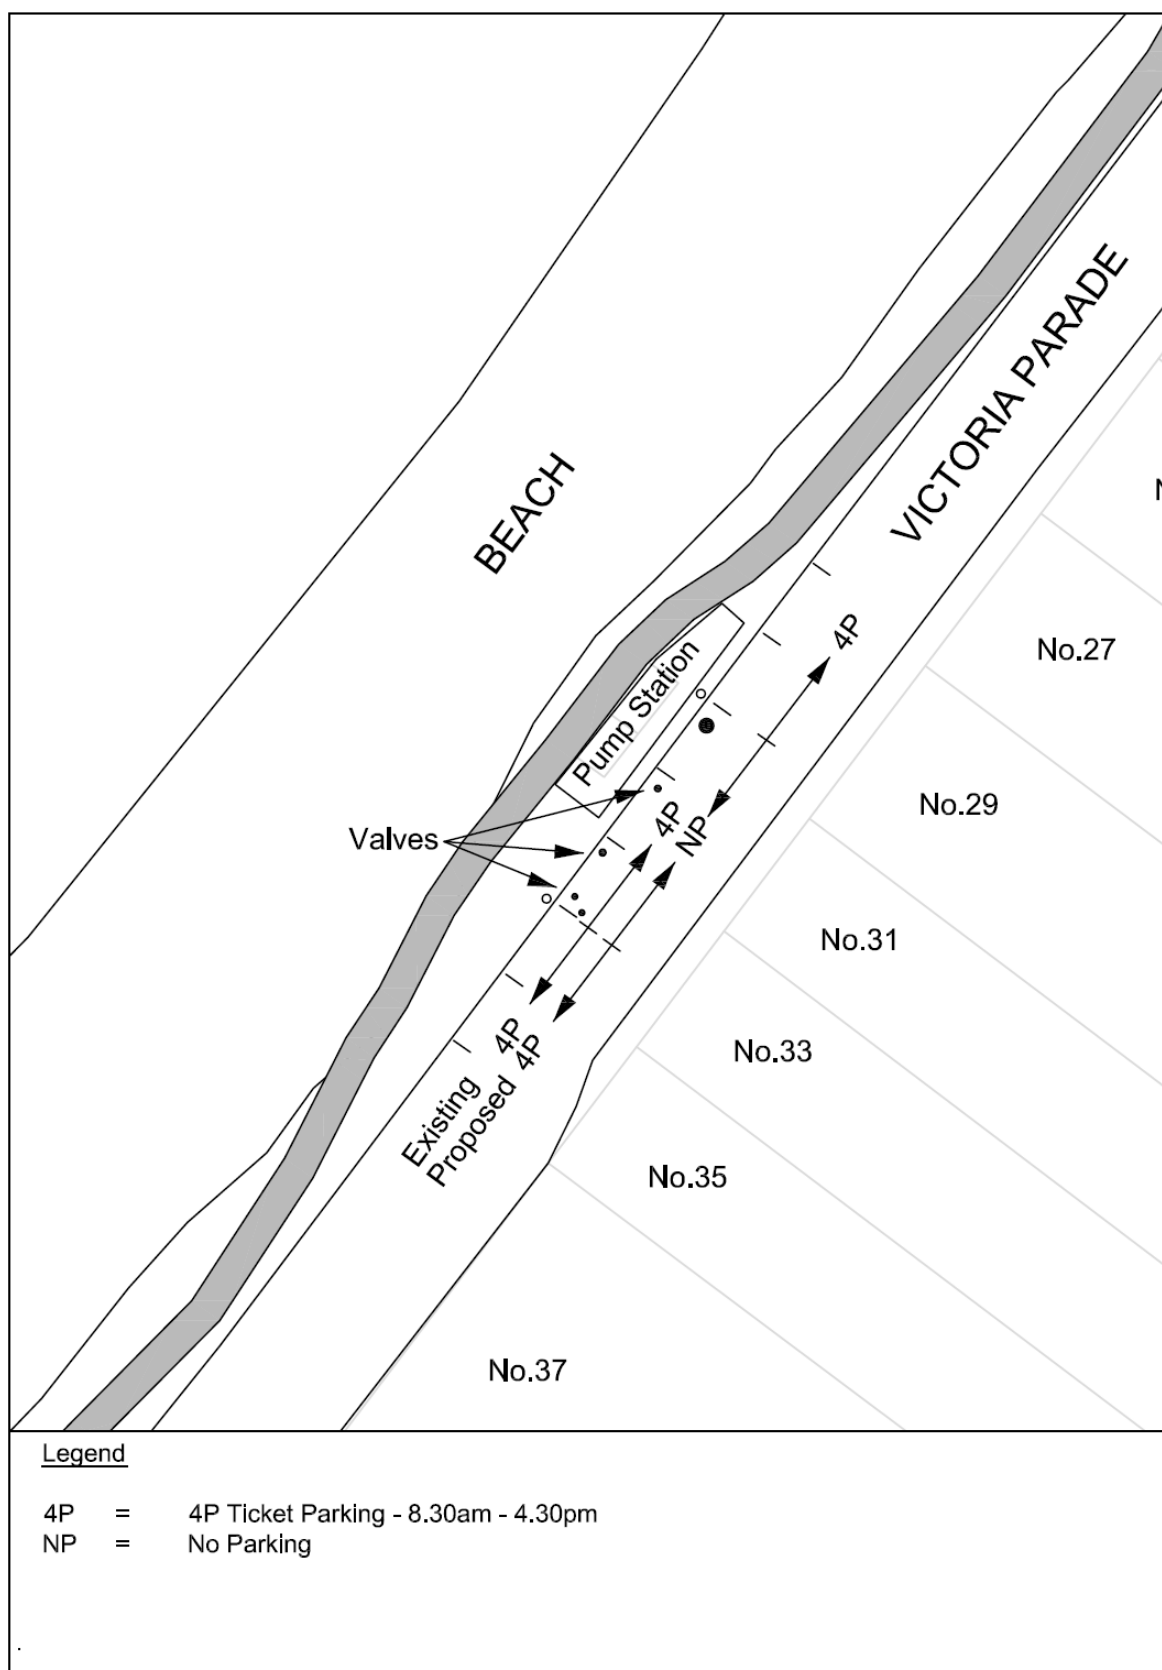 VICTORIA PARADE
BEACH
4P
No.27
Pump Station
No.29
4P
NP
Valves
No.31
4P
4P
No.33
Existing
Proposed
No.35
No.37
Legend
4P = 4P Ticket Parking - 8.30am - 4.30pm
NP = No Parking